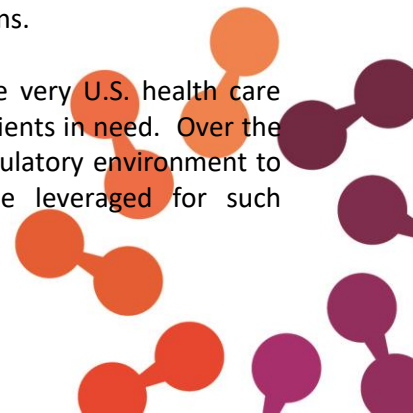 ns.
e very U.S. health care
ients in need. Over the
ulatory environment to
e leveraged for such